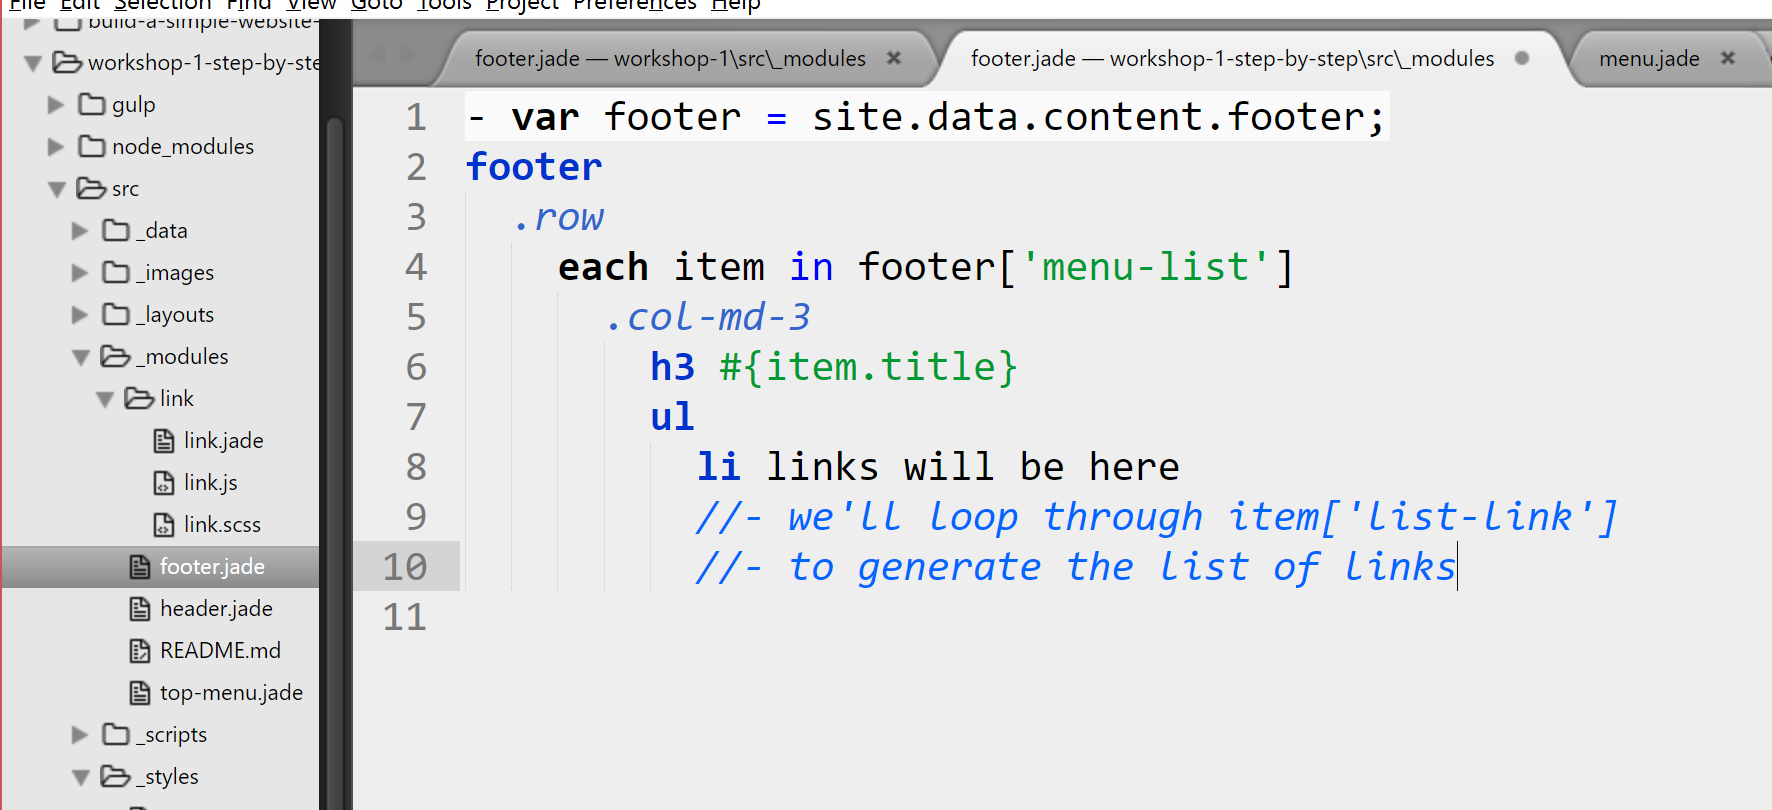 File Edit Selection Find View Goto Tools Project Preferences Help
build-a-simple-website-
workshop-1-step-by-ste
gulp
node_modules
src
_data
_images
_layouts
_modules
link
link.jade
link.js
link.scss
footer.jade
header.jade
README.md
top-menu.jade
_scripts
_styles
footer.jade — workshop-1\src\_modules
footer.jade — workshop-1-step-by-step\src\_modules
menu.jade
1 - var footer = site.data.content.footer;
2 footer
3 .row
4 each item in footer['menu-list']
5 .col-md-3
6 h3 #{item.title}
7 ul
8 li links will be here
9 //- we'll loop through item['list-link']
10 //- to generate the list of links
11